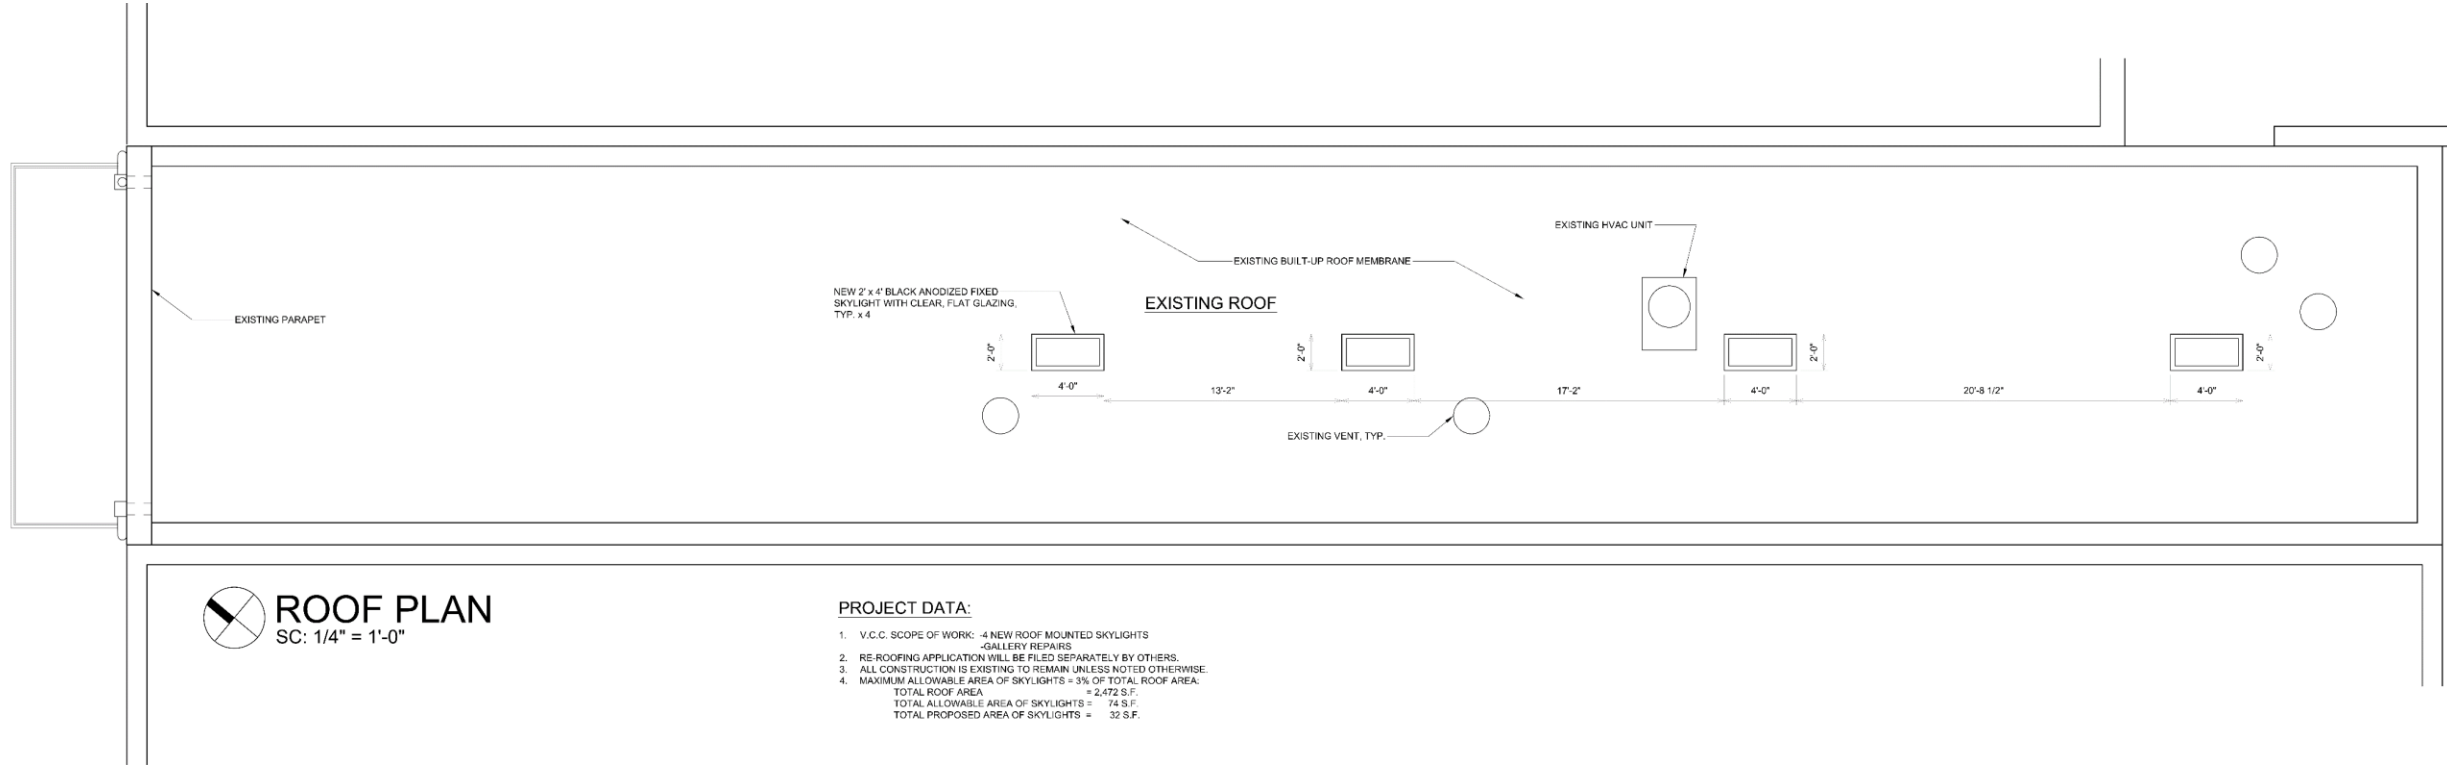 EXISTING HVAC UNIT
EXISTING BUILT-UP ROOF MEMBRANE
NEW 2' x 4' BLACK ANODIZED FIXED
SKYLIGHT WITH CLEAR, FLAT GLAZING,
TYP. x 4
EXISTING ROOF
EXISTING PARAPET
2'-0"
2'-0"
2'-0"
2'-0"
4'-0"
13'-2"
4'-0"
17'-2"
4'-0"
20'-8 1/2"
4'-0"
EXISTING VENT, TYP.
ROOF PLAN
SC: 1/4" = 1'-0"
PROJECT DATA:
1. V.C.C. SCOPE OF WORK: -4 NEW ROOF MOUNTED SKYLIGHTS
-GALLERY REPAIRS
2. RE-ROOFING APPLICATION WILL BE FILED SEPARATELY BY OTHERS.
3. ALL CONSTRUCTION IS EXISTING TO REMAIN UNLESS NOTED OTHERWISE.
4. MAXIMUM ALLOWABLE AREA OF SKYLIGHTS = 3% OF TOTAL ROOF AREA:
TOTAL ROOF AREA = 2,472 S.F.
TOTAL ALLOWABLE AREA OF SKYLIGHTS = 74 S.F.
TOTAL PROPOSED AREA OF SKYLIGHTS = 32 S.F.